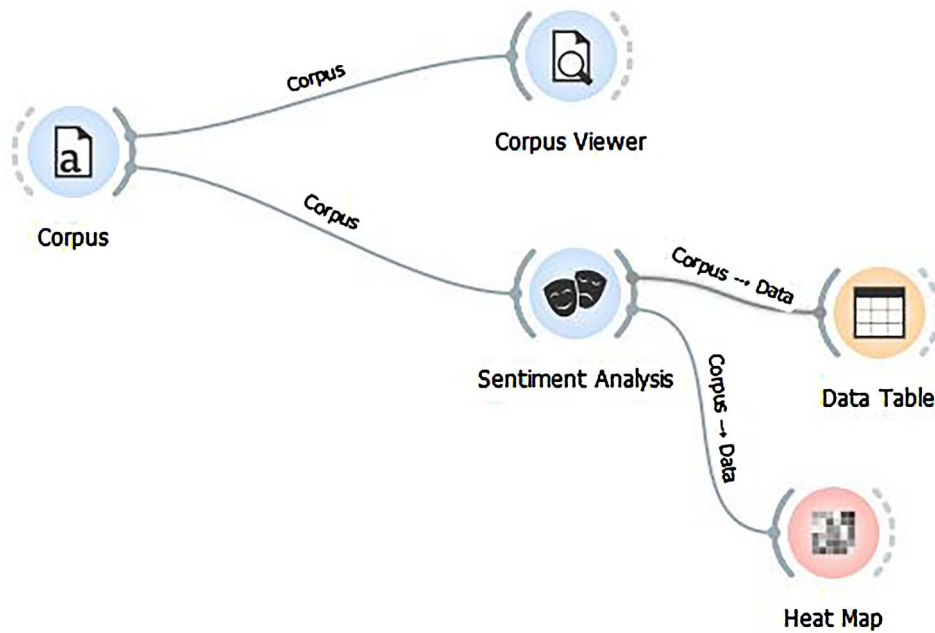 Corpus
Corpus Viewer
a
Corpus
Corpus
Corpus → Data
Sentiment Analysis
Data Table
Corpus → Data
Heat Map